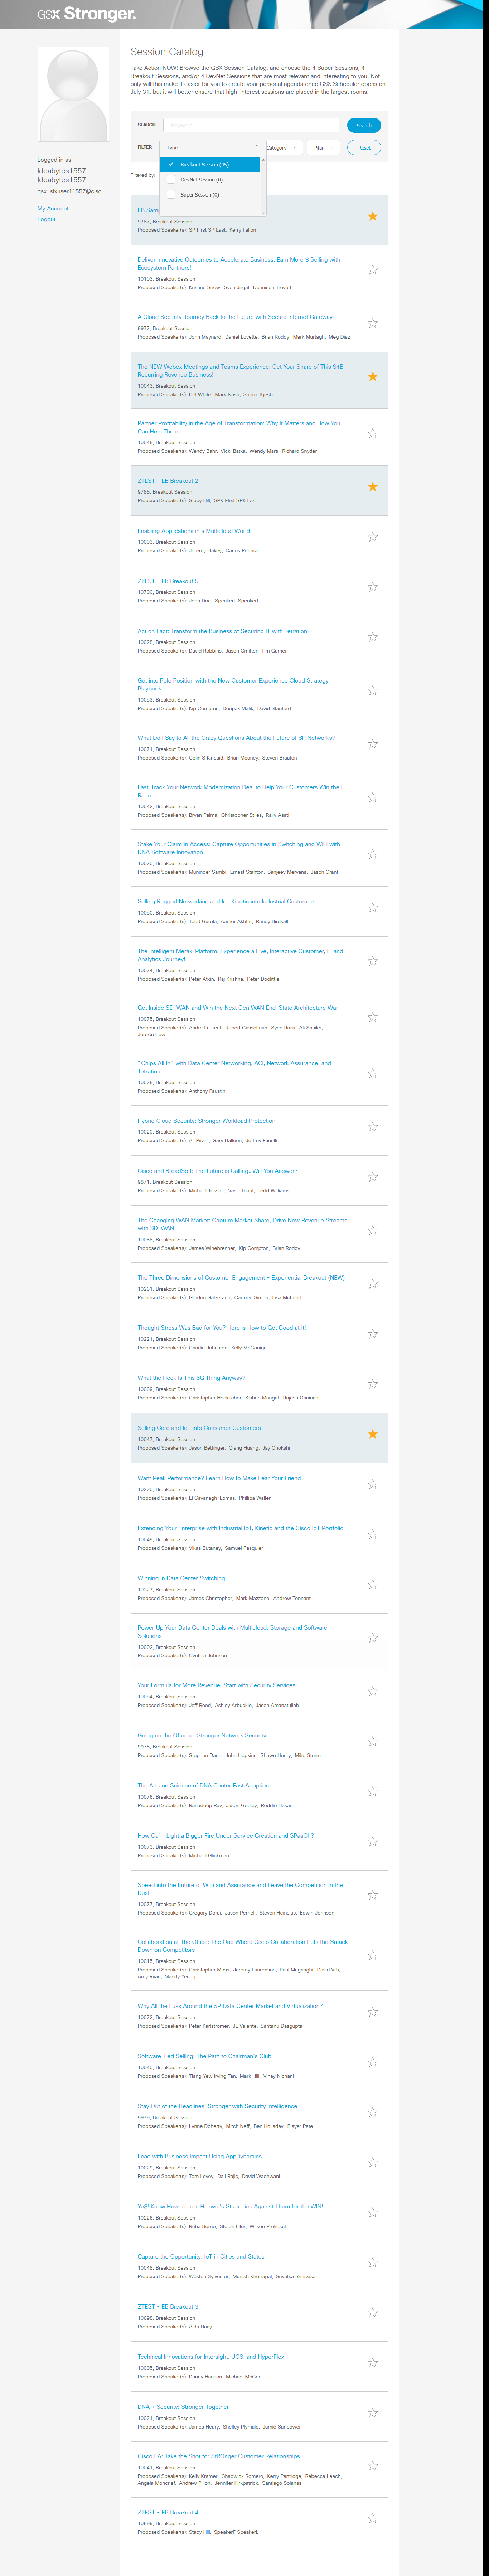 GSX Stronger.
Session Catalog
Take Action NOW! Browse the GSX Session Catalog, and choose the 4 Super Sessions, 4
Breakout Sessions, and/or 4 DevNet Sessions that are most relevant and interesting to you. Not
only will this make it easier for you to create your personal agenda once GSX Scheduler opens on
July 31, but it will better ensure that high-interest sessions are placed in the largest rooms.
SEARCH
Keyword
Search
FILTER
Type
Category
Pillar
Reset
Breakout Session (45)
DevNet Session (0)
Super Session (0)
Filtered by:
Logged in as
Ideabytes1557
Ideabytes1557
gsx_slxuser11557@cisc...
My Account
Logout
EB Samp
9787, Breakout Session
Proposed Speaker(s): SP First SP Last, Kerry Fallon
Deliver Innovative Outcomes to Accelerate Business. Earn More $ Selling with
Ecosystem Partners!
10103, Breakout Session
Proposed Speaker(s): Kristine Snow, Sven Jirgal, Dennison Trevett
A Cloud Security Journey Back to the Future with Secure Internet Gateway
9977, Breakout Session
Proposed Speaker(s): John Maynard, Daniel Lovette, Brian Roddy, Mark Murtagh, Meg Diaz
The NEW Webex Meetings and Teams Experience: Get Your Share of This $4B
Recurring Revenue Business!
10043, Breakout Session
Proposed Speaker(s): Del White, Mark Nash, Snorre Kjesbu
Partner Profitability in the Age of Transformation: Why It Matters and How You
Can Help Them
10046, Breakout Session
Proposed Speaker(s): Wendy Bahr, Vicki Batka, Wendy Mars, Richard Snyder
ZTEST - EB Breakout 2
9788, Breakout Session
Proposed Speaker(s): Stacy Hill, SPK First SPK Last
Enabling Applications in a Multicloud World
10003, Breakout Session
Proposed Speaker(s): Jeremy Oakey, Carlos Pereira
ZTEST - EB Breakout 5
10700, Breakout Session
Proposed Speaker(s): John Doe, SpeakerF SpeakerL
Act on Fact: Transform the Business of Securing IT with Tetration
10028, Breakout Session
Proposed Speaker(s): David Robbins, Jason Gmitter, Tim Garner
Get into Pole Position with the New Customer Experience Cloud Strategy
Playbook
10053, Breakout Session
Proposed Speaker(s): Kip Compton, Deepak Malik, David Stanford
What Do I Say to All the Crazy Questions About the Future of SP Networks?
10071, Breakout Session
Proposed Speaker(s): Colin S Kincaid, Brian Meaney, Steven Braaten
Fast-Track Your Network Modernization Deal to Help Your Customers Win the IT
Race
10042, Breakout Session
Proposed Speaker(s): Bryan Palma, Christopher Stiles, Rajiv Asati
Stake Your Claim in Access: Capture Opportunities in Switching and WiFi with
DNA Software Innovation
10070, Breakout Session
Proposed Speaker(s): Muninder Sambi, Ernest Stanton, Sanjeev Mervana, Jason Grant
Selling Rugged Networking and IoT Kinetic into Industrial Customers
10050, Breakout Session
Proposed Speaker(s): Todd Gurela, Aamer Akhtar, Randy Birdsall
The Intelligent Meraki Platform: Experience a Live, Interactive Customer, IT and
Analytics Journey!
10074, Breakout Session
Proposed Speaker(s): Peter Atkin, Raj Krishna, Peter Doolittle
Get Inside SD-WAN and Win the Next Gen WAN End-State Architecture War
10075, Breakout Session
Proposed Speaker(s): Andre Laurent, Robert Casselman, Syed Raza, Ali Shaikh,
Joe Aronow
"Chips All In" with Data Center Networking, ACI, Network Assurance, and
Tetration
10026, Breakout Session
Proposed Speaker(s): Anthony Faustini
Hybrid Cloud Security: Stronger Workload Protection
10020, Breakout Session
Proposed Speaker(s): Ali Pirani, Gary Halleen, Jeffrey Fanelli
Cisco and BroadSoft: The Future is Calling...Will You Answer?
9871, Breakout Session
Proposed Speaker(s): Michael Tessler, Vasili Triant, Jedd Williams
The Changing WAN Market: Capture Market Share, Drive New Revenue Streams
with SD-WAN
10068, Breakout Session
Proposed Speaker(s): James Winebrenner, Kip Compton, Brian Roddy
The Three Dimensions of Customer Engagement - Experiential Breakout (NEW)
10261, Breakout Session
Proposed Speaker(s): Gordon Galzerano, Carmen Simon, Lisa McLeod
Thought Stress Was Bad for You? Here is How to Get Good at It!
10221, Breakout Session
Proposed Speaker(s): Charlie Johnston, Kelly McGonigal
What the Heck Is This 5G Thing Anyway?
10069, Breakout Session
Proposed Speaker(s): Christopher Heckscher, Kishen Mangat, Rajesh Chainani
Selling Core and IoT into Consumer Customers
10047, Breakout Session
Proposed Speaker(s): Jason Bettinger, Qiang Huang, Jay Chokshi
Want Peak Performance? Learn How to Make Fear Your Friend
10220, Breakout Session
Proposed Speaker(s): El Cavanagh-Lomas, Phillipa Waller
Extending Your Enterprise with Industrial IoT, Kinetic and the Cisco IoT Portfolio
10049, Breakout Session
Proposed Speaker(s): Vikas Butaney, Samuel Pasquier
Winning in Data Center Switching
10227, Breakout Session
Proposed Speaker(s): James Christopher, Mark Mazzone, Andrew Tennant
Power Up Your Data Center Deals with Multicloud, Storage and Software
Solutions
10002, Breakout Session
Proposed Speaker(s): Cynthia Johnson
Your Formula for More Revenue: Start with Security Services
10054, Breakout Session
Proposed Speaker(s): Jeff Reed, Ashley Arbuckle, Jason Amanatullah
Going on the Offense: Stronger Network Security
9978, Breakout Session
Proposed Speaker(s): Stephen Dane, John Hopkins, Shawn Henry, Mike Storm
The Art and Science of DNA Center Fast Adoption
10076, Breakout Session
Proposed Speaker(s): Ranadeep Ray, Jason Gooley, Roddie Hasan
How Can I Light a Bigger Fire Under Service Creation and SPaaCh?
10073, Breakout Session
Proposed Speaker(s): Michael Glickman
Speed into the Future of WiFi and Assurance and Leave the Competition in the
Dust
10077, Breakout Session
Proposed Speaker(s): Gregory Dorai, Jason Parnell, Steven Heinsius, Edwin Johnson
Collaboration at The Office: The One Where Cisco Collaboration Puts the Smack
Down on Competitors
10015, Breakout Session
Proposed Speaker(s): Christopher Moss, Jeremy Laurenson, Paul Magnaghi, David Vrh,
Amy Ryan, Mandy Yeung
Why All the Fuss Around the SP Data Center Market and Virtualization?
10072, Breakout Session
Proposed Speaker(s): Peter Karlstromer, JL Valente, Santanu Dasgupta
Software-Led Selling: The Path to Chairman's Club
10040, Breakout Session
Proposed Speaker(s): Tiong Yew Irving Tan, Mark Hill, Vinay Nichani
Stay Out of the Headlines: Stronger with Security Intelligence
9979, Breakout Session
Proposed Speaker(s): Lynne Doherty, Mitch Neff, Ben Holladay, Player Pate
Lead with Business Impact Using AppDynamics
10029, Breakout Session
Proposed Speaker(s): Tom Levey, Dali Rajic, David Wadhwani
Ye$! Know How to Turn Huawei's Strategies Against Them for the WIN!
10226, Breakout Session
Proposed Speaker(s): Ruba Borno, Stefan Eller, Wilson Prokosch
Capture the Opportunity: IoT in Cities and States
10048, Breakout Session
Proposed Speaker(s): Weston Sylvester, Munish Khetrapal, Srivatsa Srinivasan
ZTEST - EB Breakout 3
10698, Breakout Session
Proposed Speaker(s): Aida Daay
Technical Innovations for Intersight, UCS, and HyperFlex
10005, Breakout Session
Proposed Speaker(s): Danny Hanson, Michael McGee
DNA + Security: Stronger Together
10021, Breakout Session
Proposed Speaker(s): James Heary, Shelley Plymale, Jamie Sanbower
Cisco EA: Take the Shot for StROnger Customer Relationships
10041, Breakout Session
Proposed Speaker(s): Kelly Kramer, Chadwick Romero, Kerry Partridge, Rebecca Leach,
Angela Moncrief, Andrew Pillon, Jennifer Kirkpatrick, Santiago Solanas
ZTEST - EB Breakout 4
10699, Breakout Session
Proposed Speaker(s): Stacy Hill, SpeakerF SpeakerL